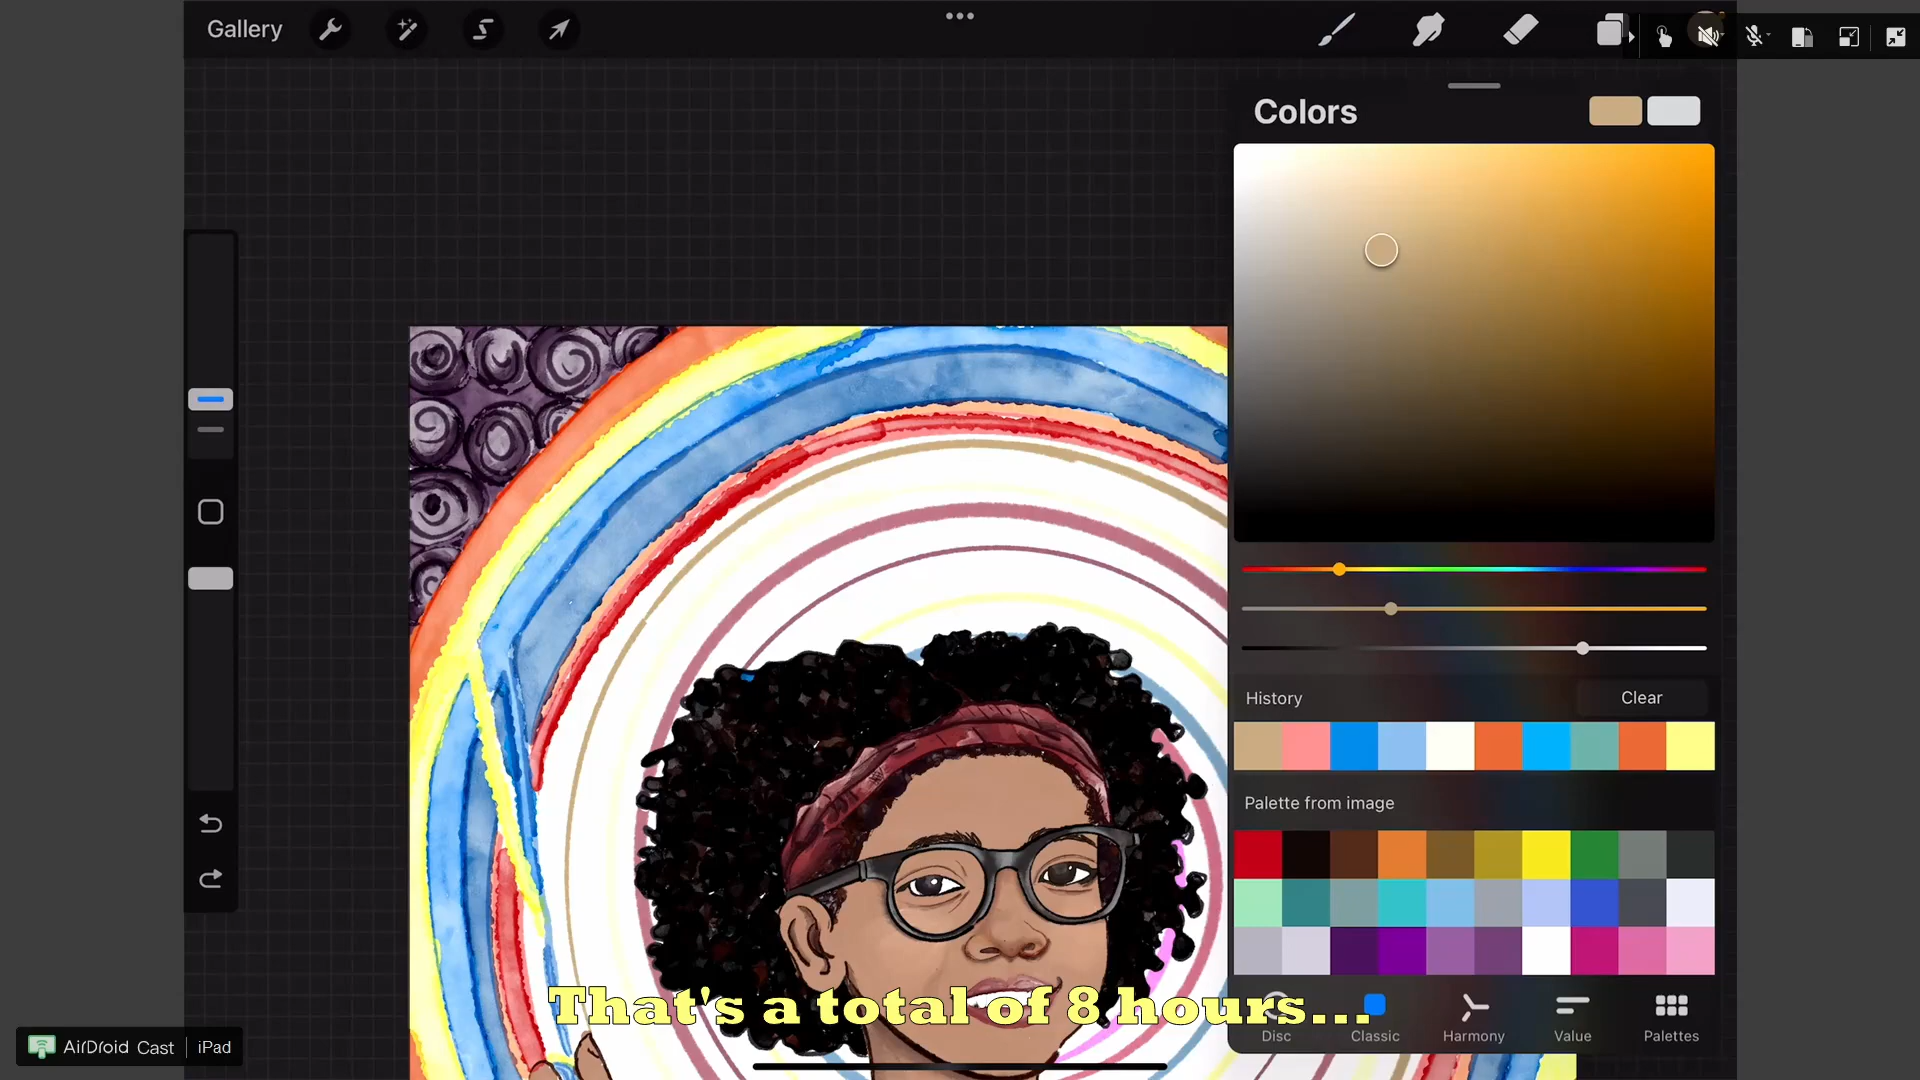 Gallery
Colors
History
Clear
Palette from image
That's a total of 8 hours...
Disc
Classic
Harmony
Value
Palettes
AirDroid Cast
iPad